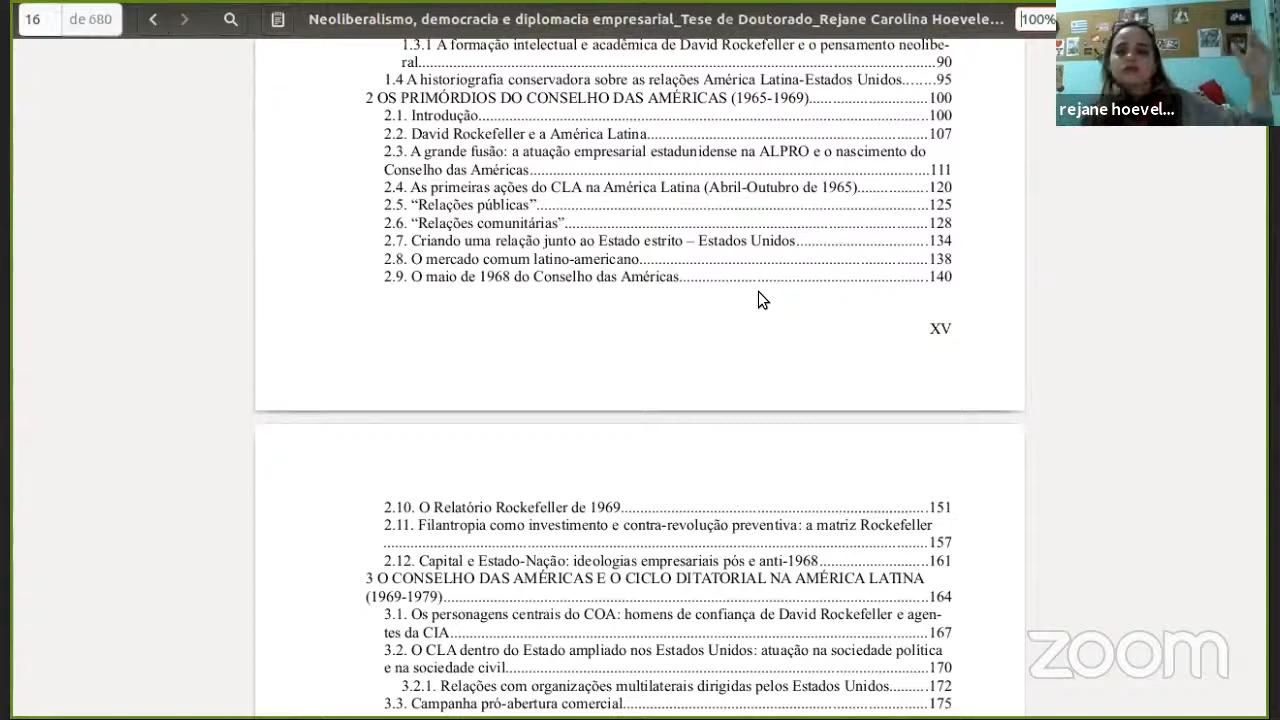 16 de 680 Neoliberalismo, democracia e diplomacia empresarial_Tese de Doutorado_Rejane Carolina Hoevele... 100%
rejane hoevel...
1.3.1 A formação intelectual e acadêmica de David Rockefeller e o pensamento neolibe-
ral.....90
1.4 A historiografia conservadora sobre as relações América Latina-Estados Unidos.......95
2 OS PRIMÓRDIOS DO CONSELHO DAS AMÉRICAS (1965-1969).....100
2.1. Introdução.....100
2.2. David Rockefeller e a América Latina.....107
2.3. A grande fusão: a atuação empresarial estadunidense na ALPRO e o nascimento do
Conselho das Américas.....111
2.4. As primeiras ações do CLA na América Latina (Abril-Outubro de 1965).....120
2.5. “Relações públicas”.....125
2.6. “Relações comunitárias”.....128
2.7. Criando uma relação junto ao Estado estrito – Estados Unidos.....134
2.8. O mercado comum latino-americano.....138
2.9. O maio de 1968 do Conselho das Américas.....140
XV
2.10. O Relatório Rockefeller de 1969.....151
2.11. Filantropia como investimento e contra-revolução preventiva: a matriz Rockefeller
.....157
2.12. Capital e Estado-Nação: ideologias empresariais pós e anti-1968.....161
3 O CONSELHO DAS AMÉRICAS E O CICLO DITATORIAL NA AMÉRICA LATINA
(1969-1979).....164
3.1. Os personagens centrais do COA: homens de confiança de David Rockefeller e agen-
tes da CIA.....167
3.2. O CLA dentro do Estado ampliado nos Estados Unidos: atuação na sociedade política
e na sociedade civil.....170
3.2.1. Relações com organizações multilaterais dirigidas pelos Estados Unidos..........172
3.3. Campanha pró-abertura comercial.....175
zoom